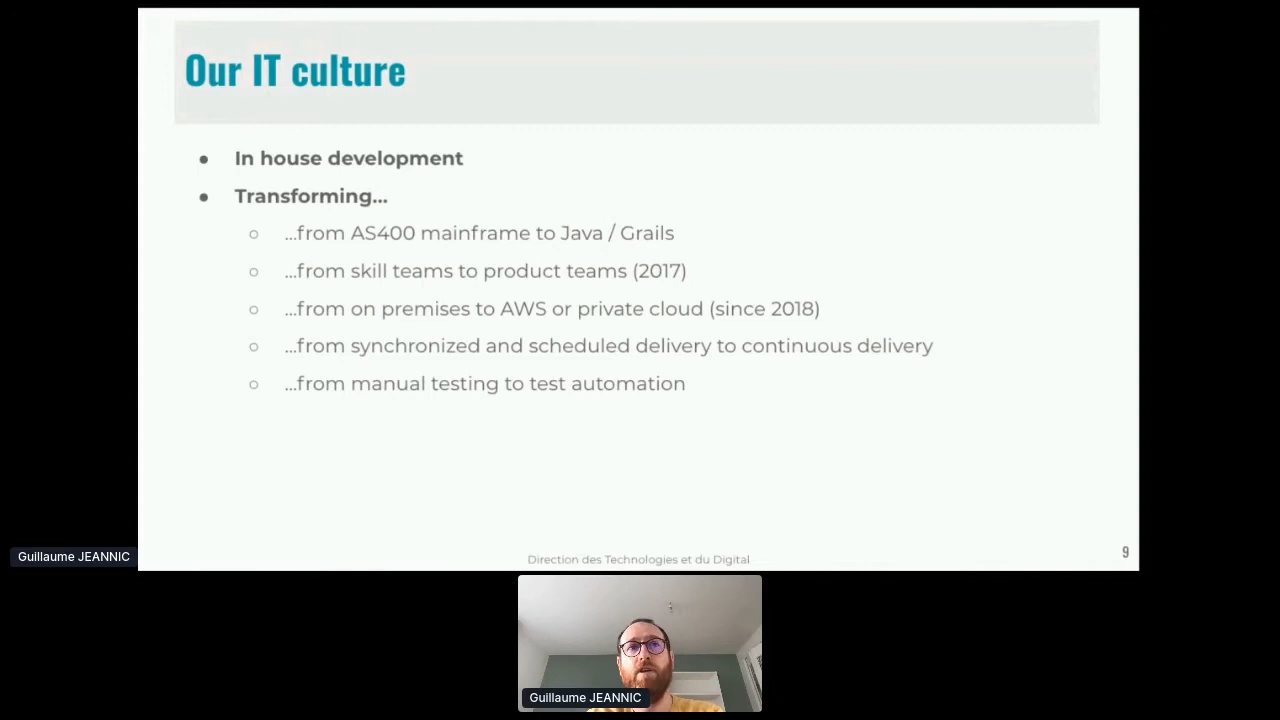 Our IT culture
● In house development
● Transforming...
○ ...from AS400 mainframe to Java / Grails
○ ...from skill teams to product teams (2017)
○ ...from on premises to AWS or private cloud (since 2018)
○ ...from synchronized and scheduled delivery to continuous delivery
○ ...from manual testing to test automation
Direction des Technologies et du Digital
9
Guillaume JEANNIC
Guillaume JEANNIC